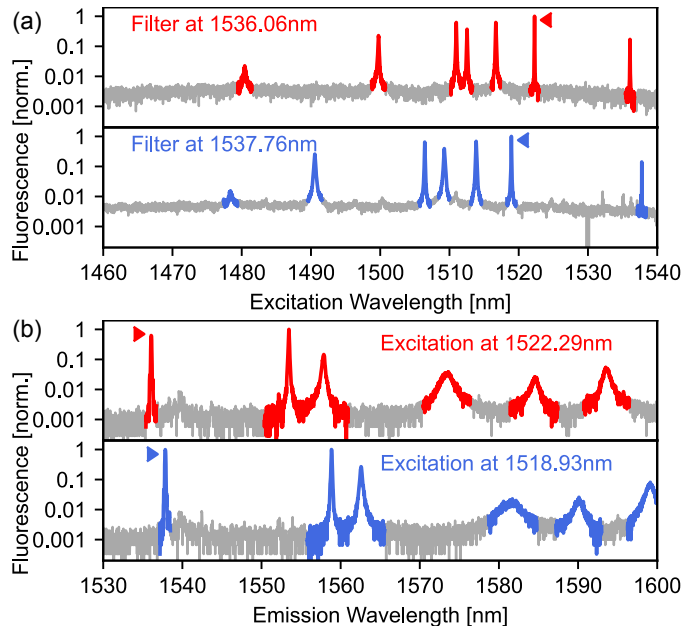 (a)
Fluorescence [norm.]
1
0.1
0.01
0.001
Filter at 1536.06nm
1
0.1
0.01
0.001
Filter at 1537.76nm
1460 1470 1480 1490 1500 1510 1520 1530 1540
Excitation Wavelength [nm]
(b)
Fluorescence [norm.]
1
0.1
0.01
0.001
Excitation at 1522.29nm
1
0.1
0.01
0.001
Excitation at 1518.93nm
1530 1540 1550 1560 1570 1580 1590 1600
Emission Wavelength [nm]